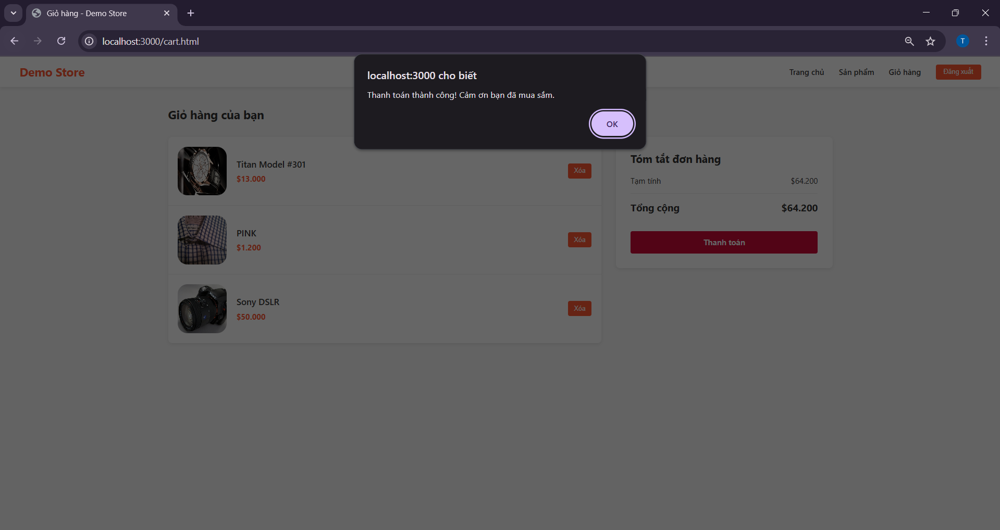 Giỏ hàng - Demo Store
localhost:3000/cart.html
T
Demo Store
Trang chủ
Sản phẩm
Giỏ hàng
Đăng xuất
localhost:3000 cho biết
Thanh toán thành công! Cảm ơn bạn đã mua sắm.
OK
Giỏ hàng của bạn
Titan Model #301
$13.000
Xóa
PINK
$1.200
Xóa
Sony DSLR
$50.000
Xóa
Tóm tắt đơn hàng
Tạm tính $64.200
Tổng cộng $64.200
Thanh toán
SONY